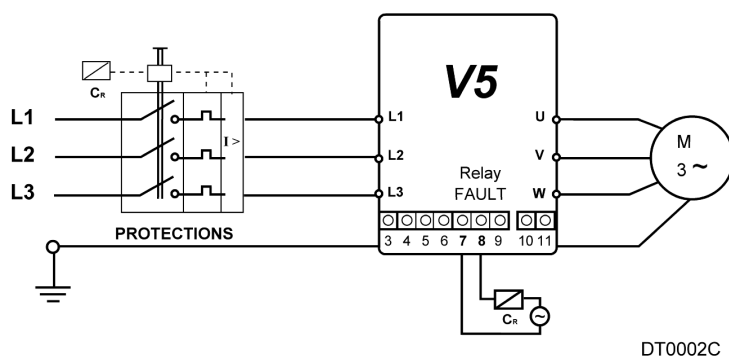 CR
V5
L1
L2
L3
I >
L1
L2
L3
U
V
W
M
3 ~
Relay
FAULT
PROTECTIONS
3 4 5 6 7 8 9 10 11
CR
~
DT0002C